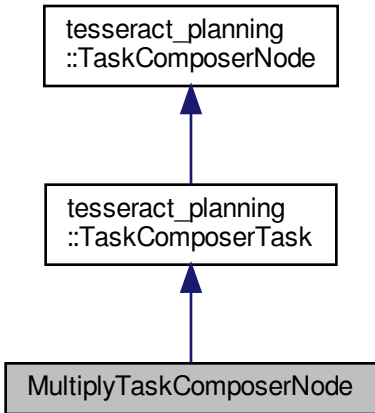 tesseract_planning
::TaskComposerNode
tesseract_planning
::TaskComposerTask
MultiplyTaskComposerNode